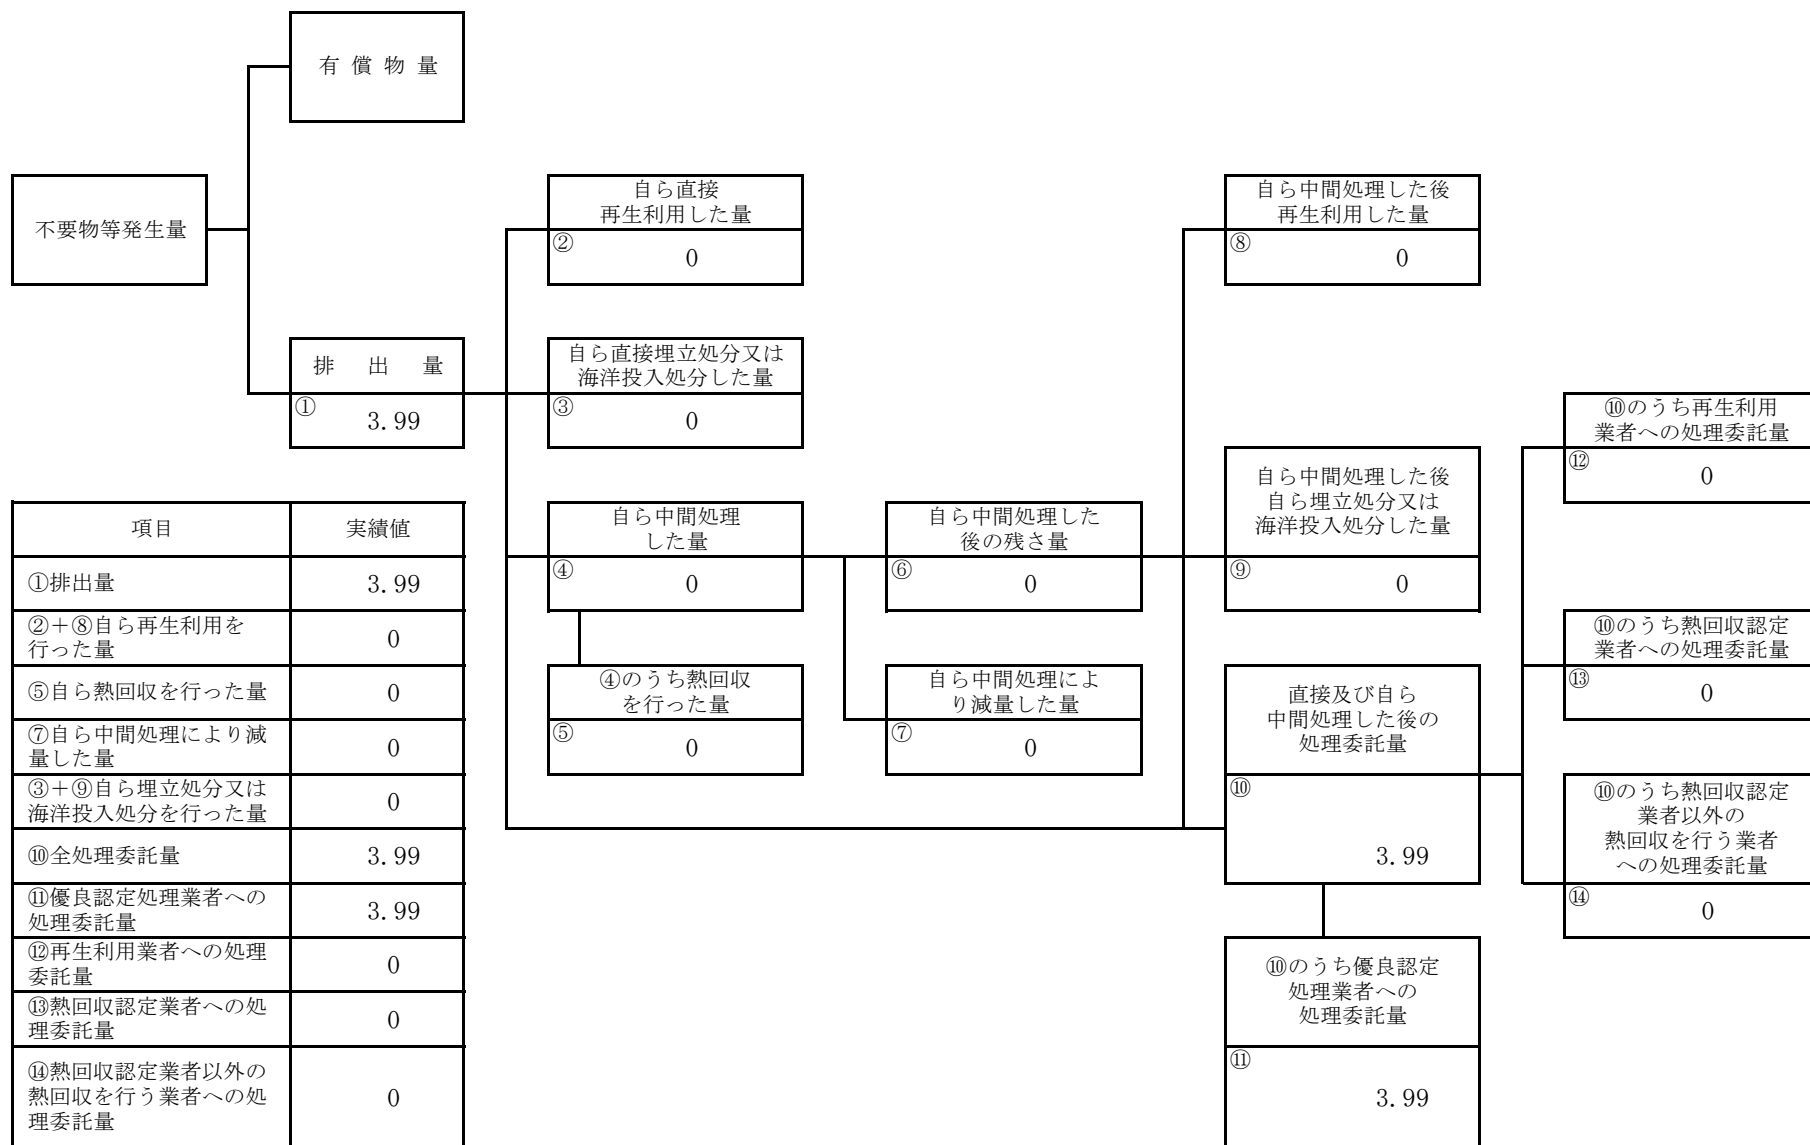 有償物量
不要物等発生量
排出量
①
3.99
自ら直接
再生利用した量
②
0
自ら直接埋立処分又は
海洋投入処分した量
③
0
自ら中間処理
した量
④
0
④のうち熱回収
を行った量
⑤
0
自ら中間処理した
後の残さ量
⑥
0
自ら中間処理によ
り減量した量
⑦
0
自ら中間処理した後
再生利用した量
⑧
0
自ら中間処理した後
自ら埋立処分又は
海洋投入処分した量
⑨
0
直接及び自ら
中間処理した後の
処理委託量
⑩
3.99
⑩のうち優良認定
処理業者への
処理委託量
⑪
3.99
⑩のうち再生利用
業者への処理委託量
⑫
0
⑩のうち熱回収認定
業者への処理委託量
⑬
0
⑩のうち熱回収認定
業者以外の
熱回収を行う業者
への処理委託量
⑭
0
項目 実績値
①排出量 3.99
②＋⑧自ら再生利用を
行った量
0
⑤自ら熱回収を行った量 0
⑦自ら中間処理により減
量した量
0
③＋⑨自ら埋立処分又は
海洋投入処分を行った量
0
⑩全処理委託量 3.99
⑪優良認定処理業者への
処理委託量
3.99
⑫再生利用業者への処理
委託量
0
⑬熱回収認定業者への処
理委託量
0
⑭熱回収認定業者以外の
熱回収を行う業者への処
理委託量
0